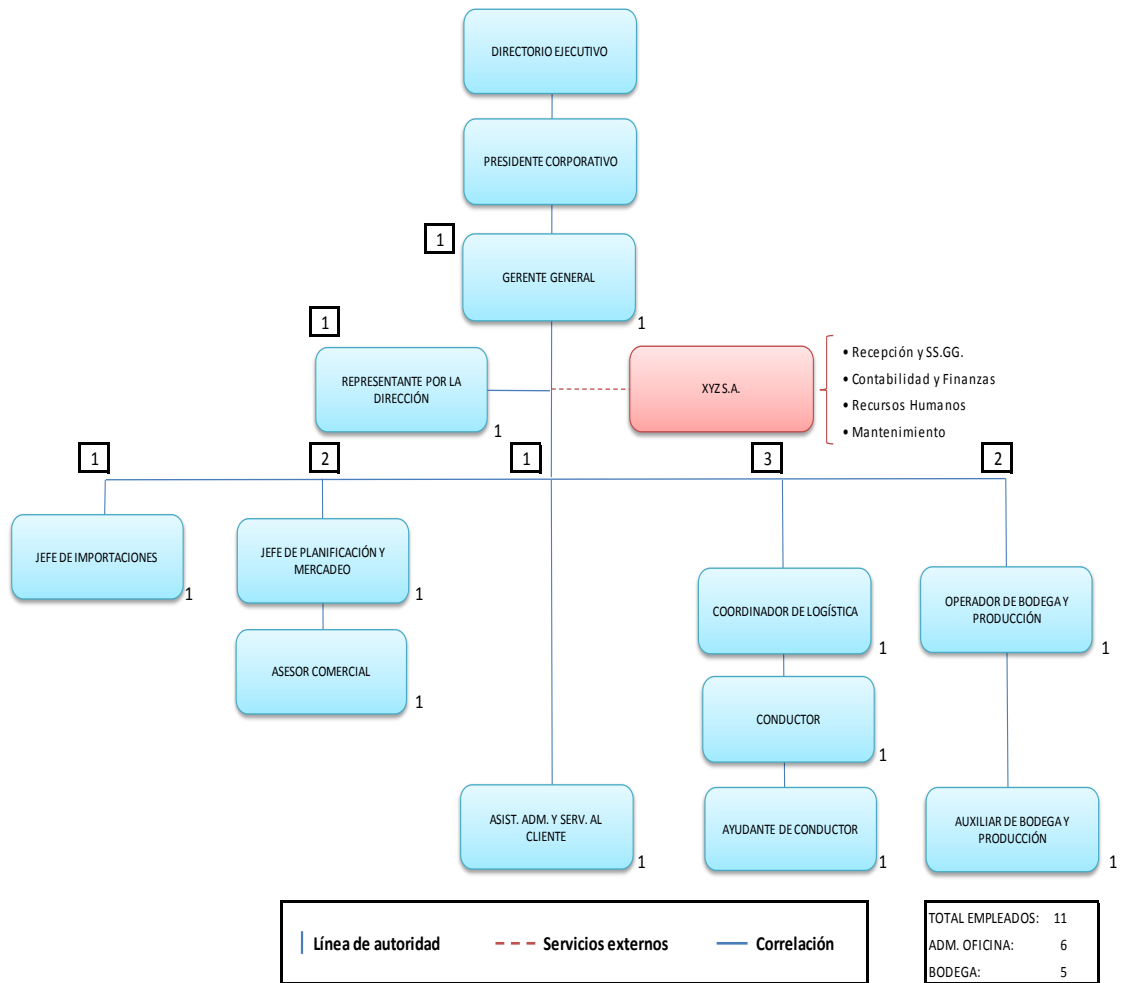 DIRECTORIO EJECUTIVO
PRESIDENTE CORPORATIVO
1
GERENTE GENERAL
1
1
REPRESENTANTE POR LA
DIRECCIÓN
1
XYZ S.A.
• Recepción y SS.GG.
• Contabilidad y Finanzas
• Recursos Humanos
• Mantenimiento
1
2
1
3
2
JEFE DE IMPORTACIONES
1
JEFE DE PLANIFICACIÓN Y
MERCADEO
1
ASESOR COMERCIAL
1
ASIST. ADM. Y SERV. AL
CLIENTE
1
COORDINADOR DE LOGÍSTICA
1
CONDUCTOR
1
AYUDANTE DE CONDUCTOR
1
OPERADOR DE BODEGA Y
PRODUCCIÓN
1
AUXILIAR DE BODEGA Y
PRODUCCIÓN
1
Línea de autoridad
Servicios externos
Correlación
TOTAL EMPLEADOS: 11
ADM. OFICINA: 6
BODEGA: 5